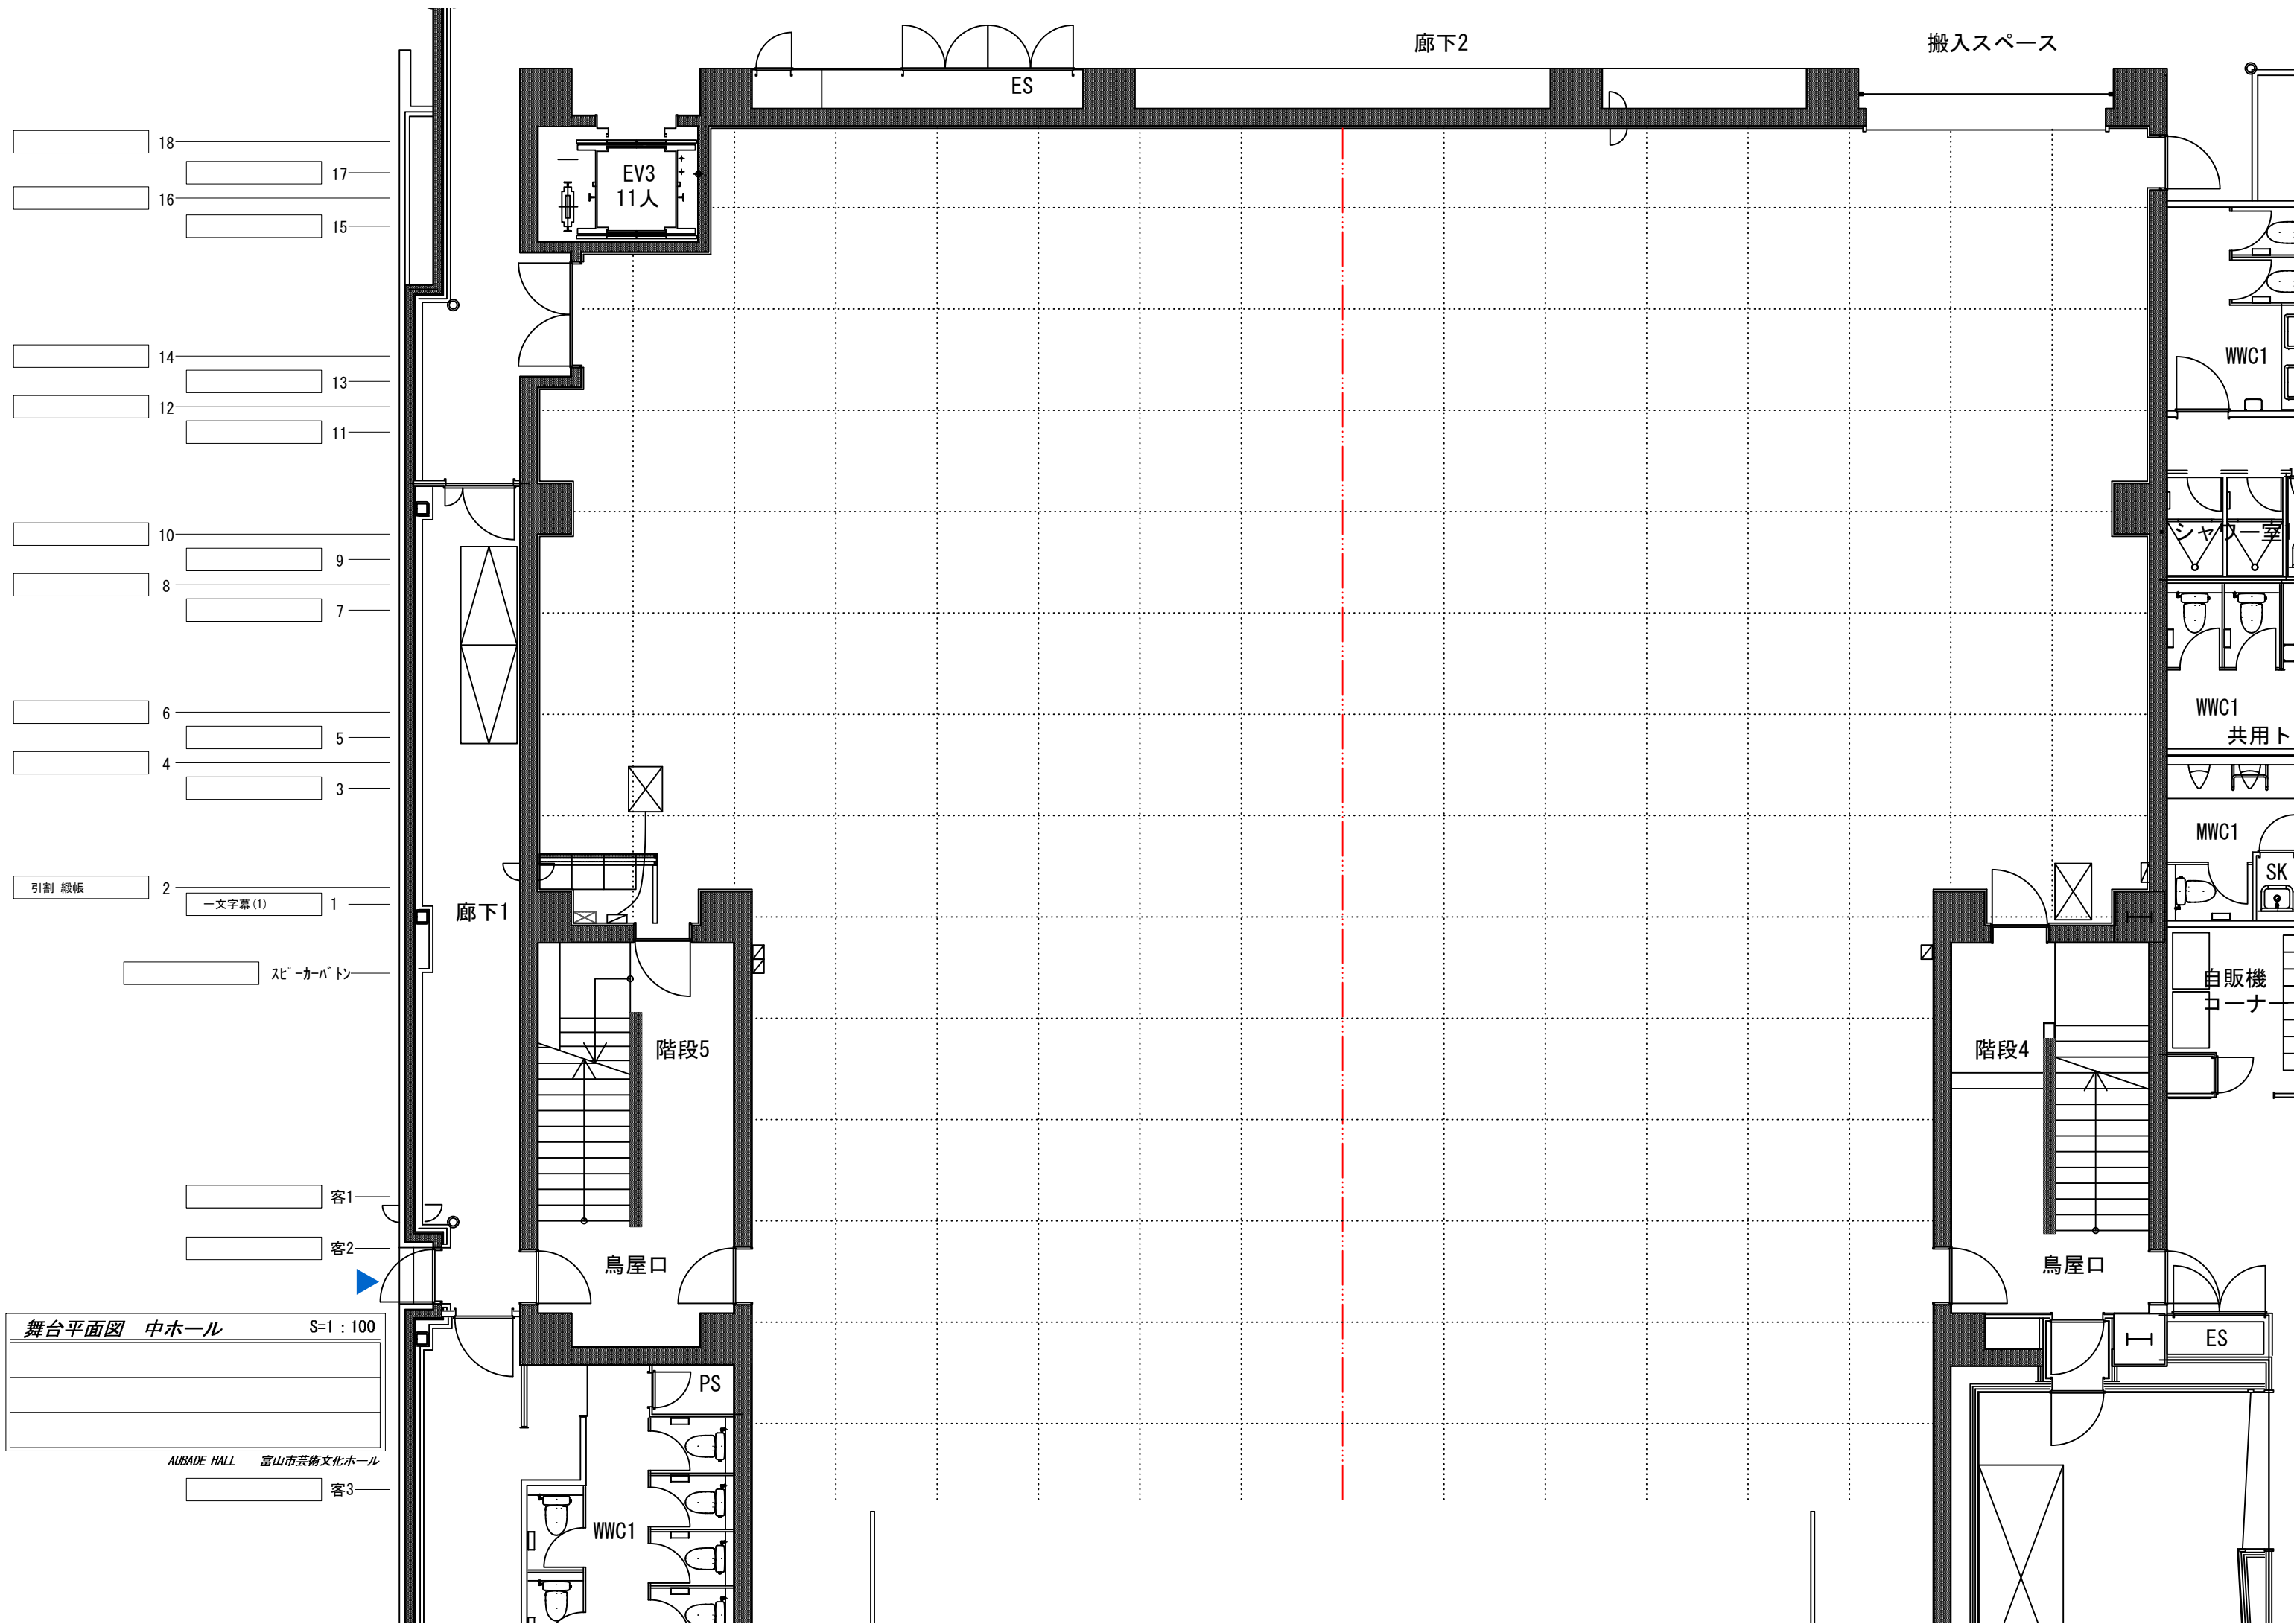 廊下2
搬入スペース
ES
18
17
16
15
EV3
11人
14
13
12
11
WWC1
10
9
8
7
シャワー室
6
5
4
3
WWC1
共用ト
MWC1
SK
引割 緞帳
2
一文字幕(1)
1
廊下1
ｽﾋﾟｰｶｰﾊﾞﾄﾝ
自販機
コーナー
階段5
階段4
客1
客2
鳥屋口
鳥屋口
舞台平面図 中ホール S=1 : 100
ES
PS
AUBADE HALL 富山市芸術文化ホール
客3
WWC1